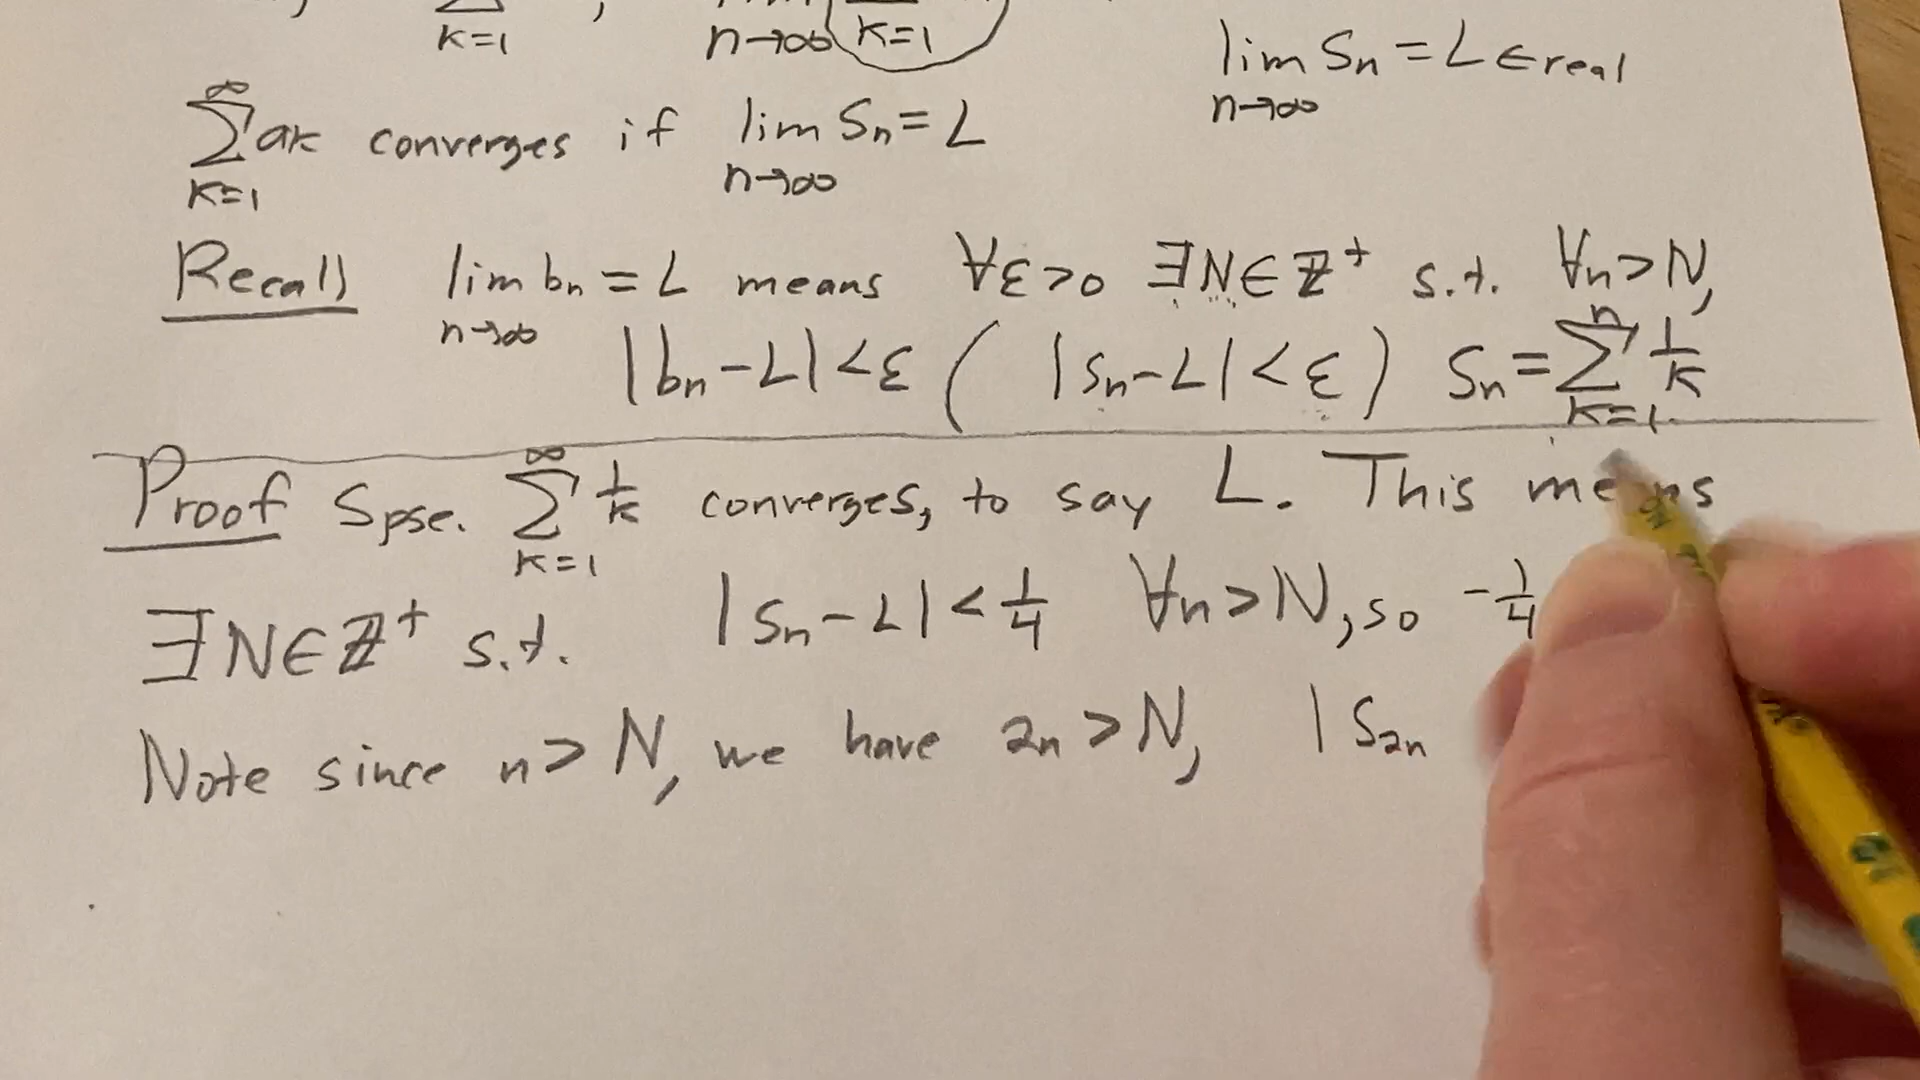 k=1 n→∞ k=1
lim Sn = L ∈ real
n→∞
∞
∑ ak converges if lim Sn = L
k=1 n→∞
Recall lim bn = L means ∀ε>0 ∃N∈ℤ⁺ s.t. ∀n>N,
n→∞
|bn-L|<ε ( |sn-L|<ε) Sn = ∑ 1/k
n
k=1
Proof Spse. ∑ 1/k converges, to say L. This means
∞
k=1
∃N∈ℤ⁺ s.t. |sn-L|<1/4 ∀n>N, so -1/4
Note since n>N, we have 2n>N, |S2n